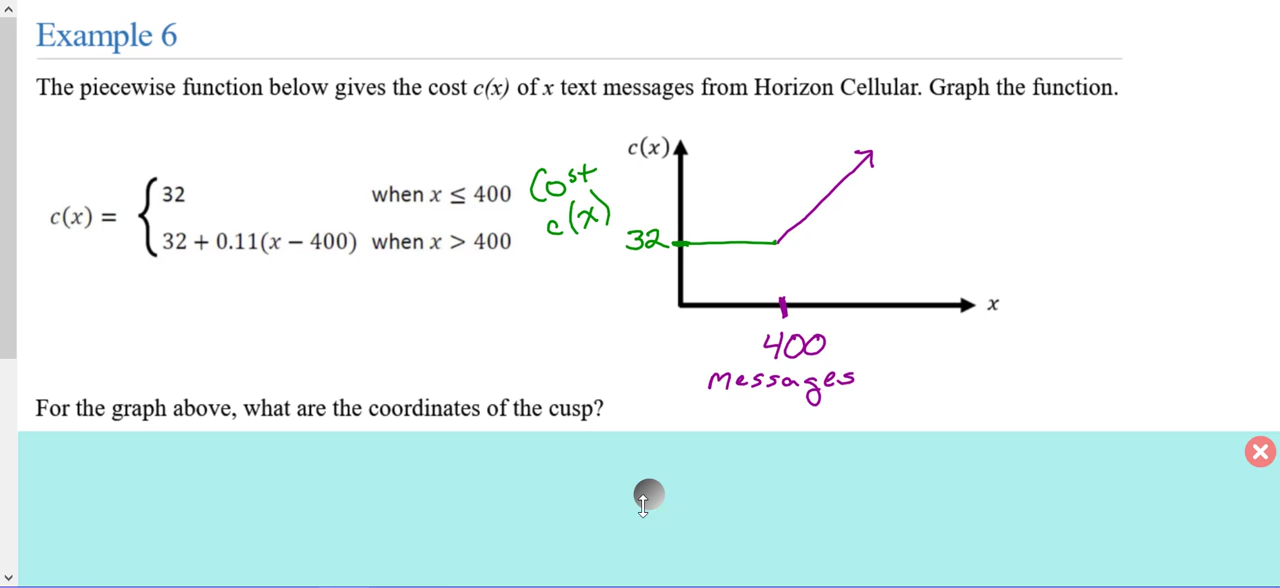 Example 6
The piecewise function below gives the cost c(x) of x text messages from Horizon Cellular. Graph the function.
c(x)
Cost
c(x)
c(x) = { 32 when x ≤ 400
32 + 0.11(x − 400) when x > 400
32
x
400
messages
For the graph above, what are the coordinates of the cusp?